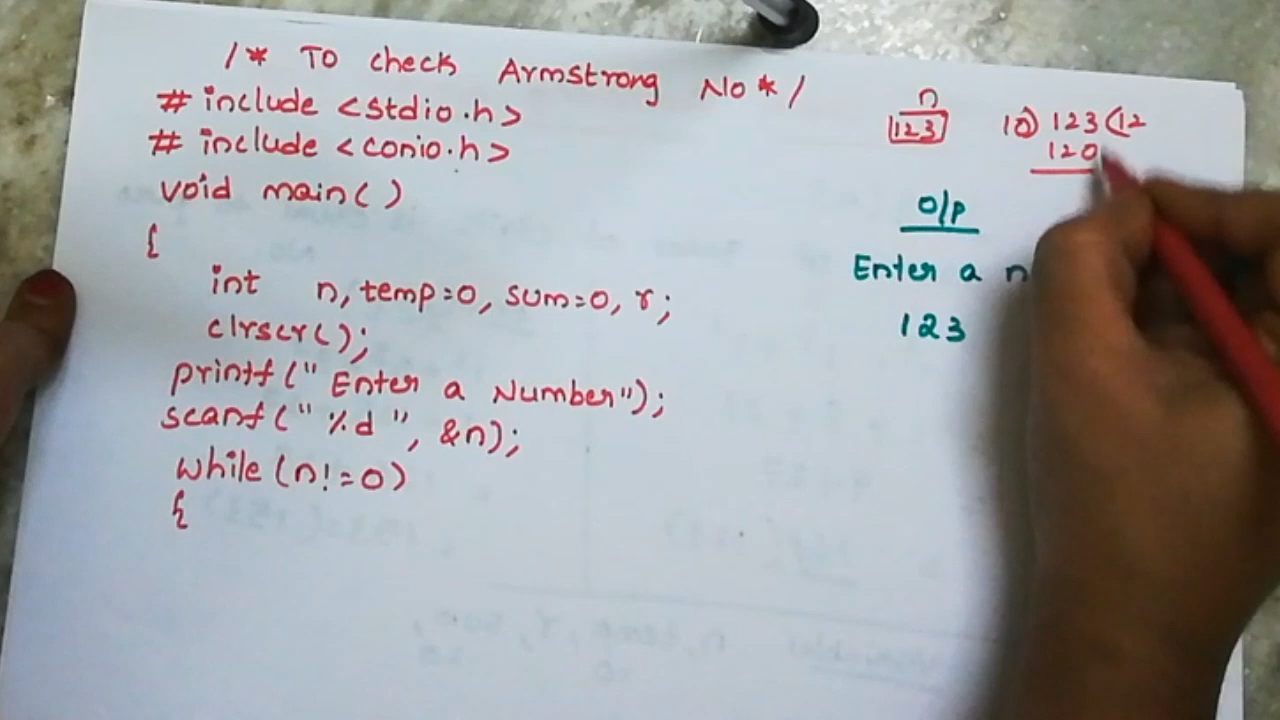 /* To check Armstrong No */
# include <stdio.h>
# include <conio.h>
void main( )
{
int n, temp=0, sum=0, r;
clrscr( );
printf (" Enter a Number");
scanf (" %d ", &n);
while (n!=0)
{
n
123
10) 123 (12
120
O/P
Enter a n
123